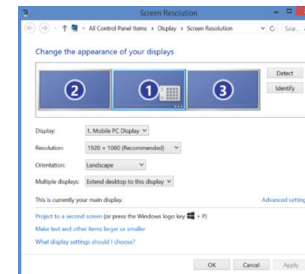 Screen Resolution
« All Control Panel Items › Display › Screen Resolution
Change the appearance of your displays
2 1 3
Detect
Identify
Display: 1. Mobile PC Display
Resolution: 1920 × 1080 (Recommended)
Orientation: Landscape
Multiple displays: Extend desktop to this display
This is currently your main display.
Advanced setting
Project to a second screen (or press the Windows logo key + P)
Make text and other items larger or smaller
What display settings should I choose?
OK Cancel Apply